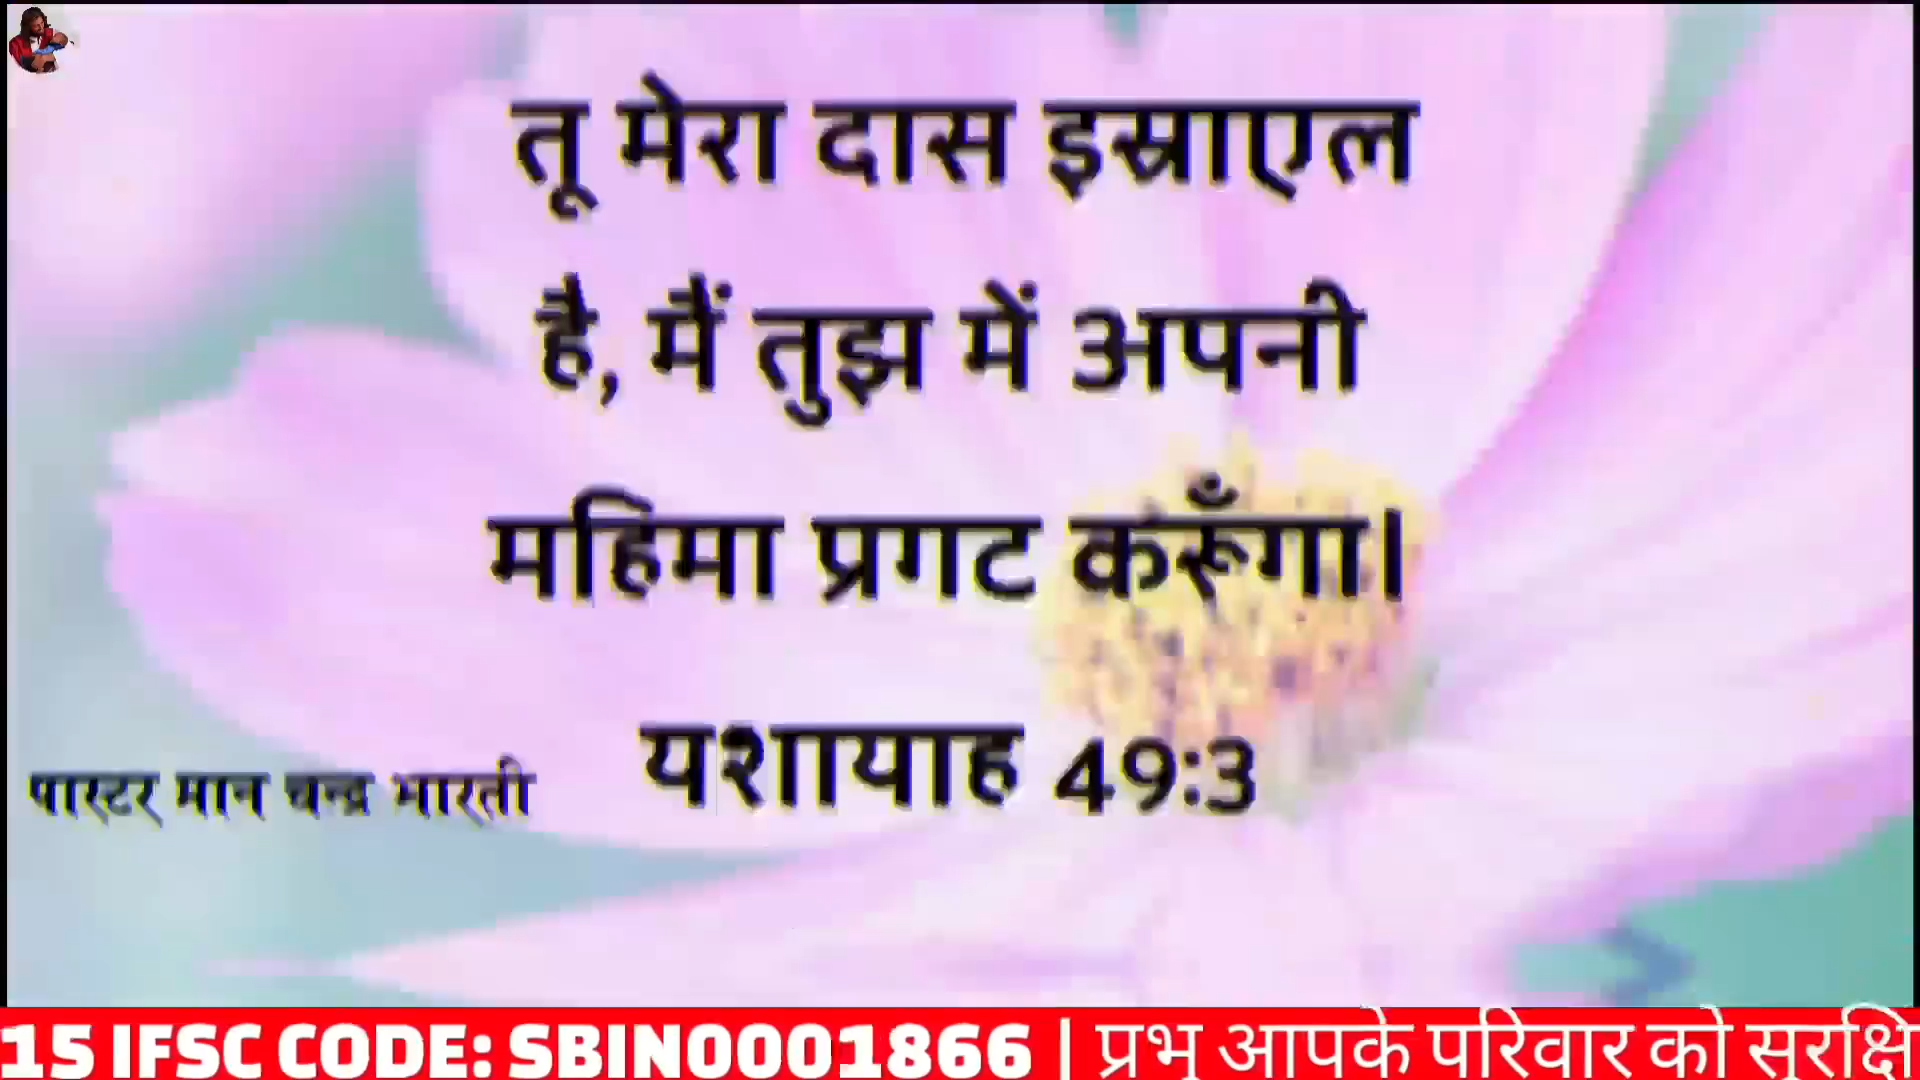 तू मेरा दास इस्राएल
है, मैं तुझ में अपनी
महिमा प्रगट करूँगा।
यशायाह 49:3
पास्टर मान चन्द्र भारती
15 IFSC CODE: SBIN0001866 | प्रभु आपके परिवार को सुरक्षि